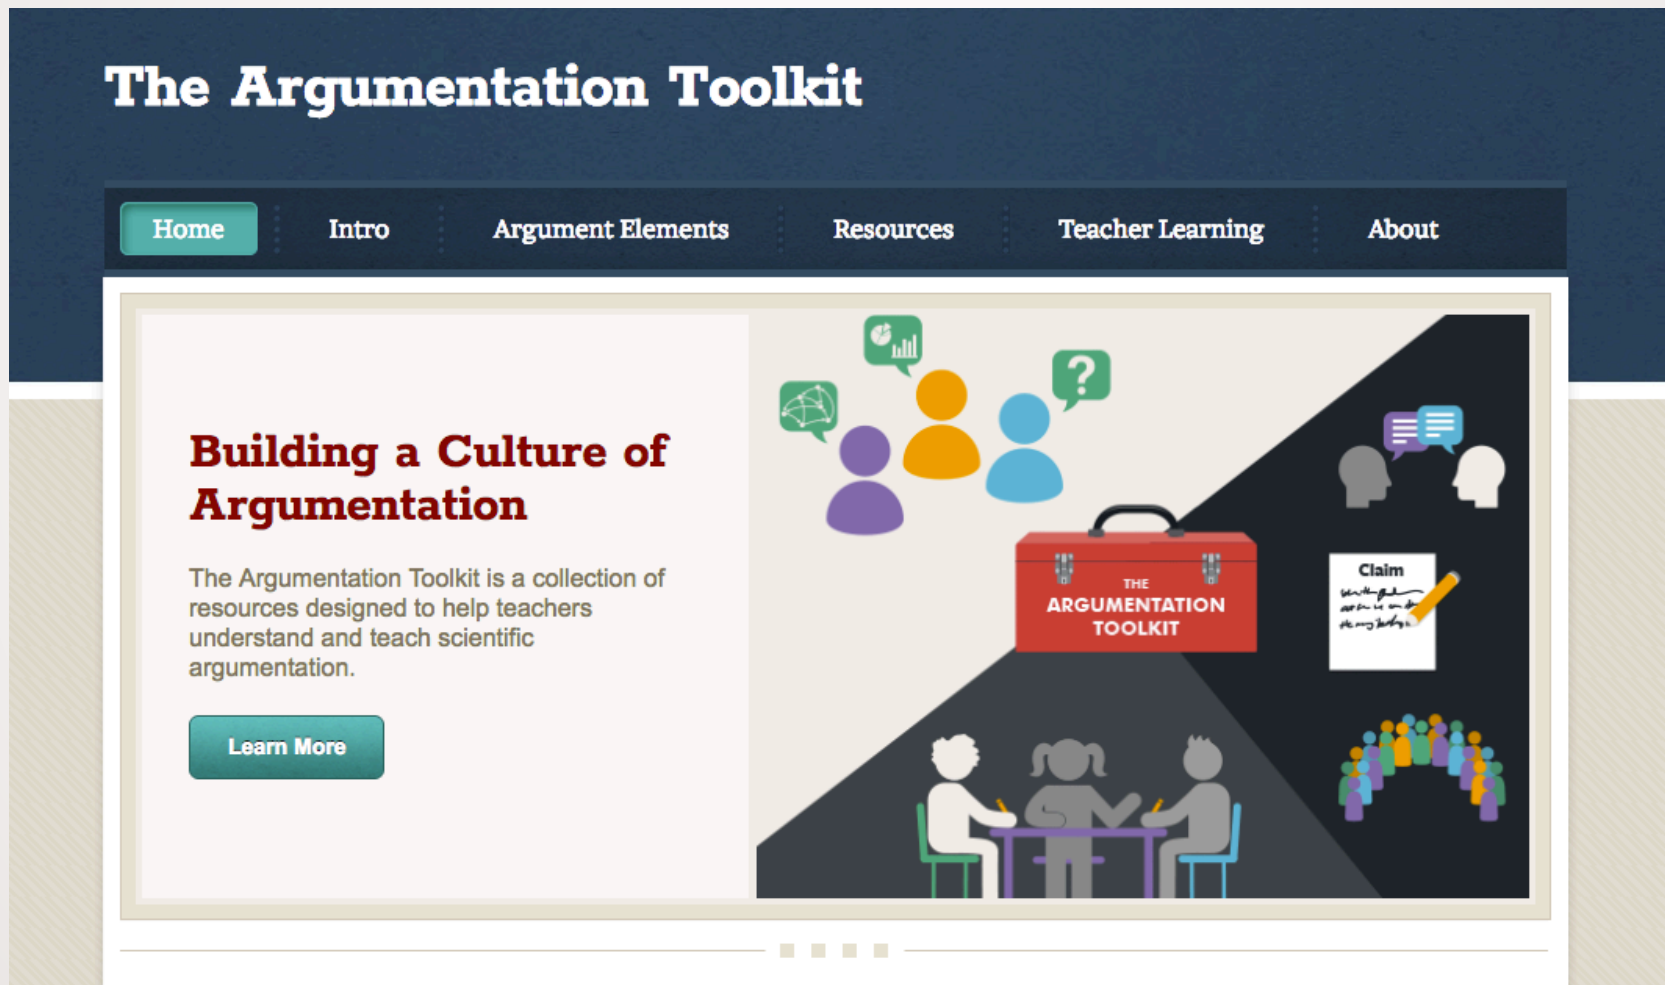 The Argumentation Toolkit
Home Intro Argument Elements Resources Teacher Learning About
Building a Culture of
Argumentation
The Argumentation Toolkit is a collection of
resources designed to help teachers
understand and teach scientific
argumentation.
Learn More
?
THE
ARGUMENTATION
TOOLKIT
Claim